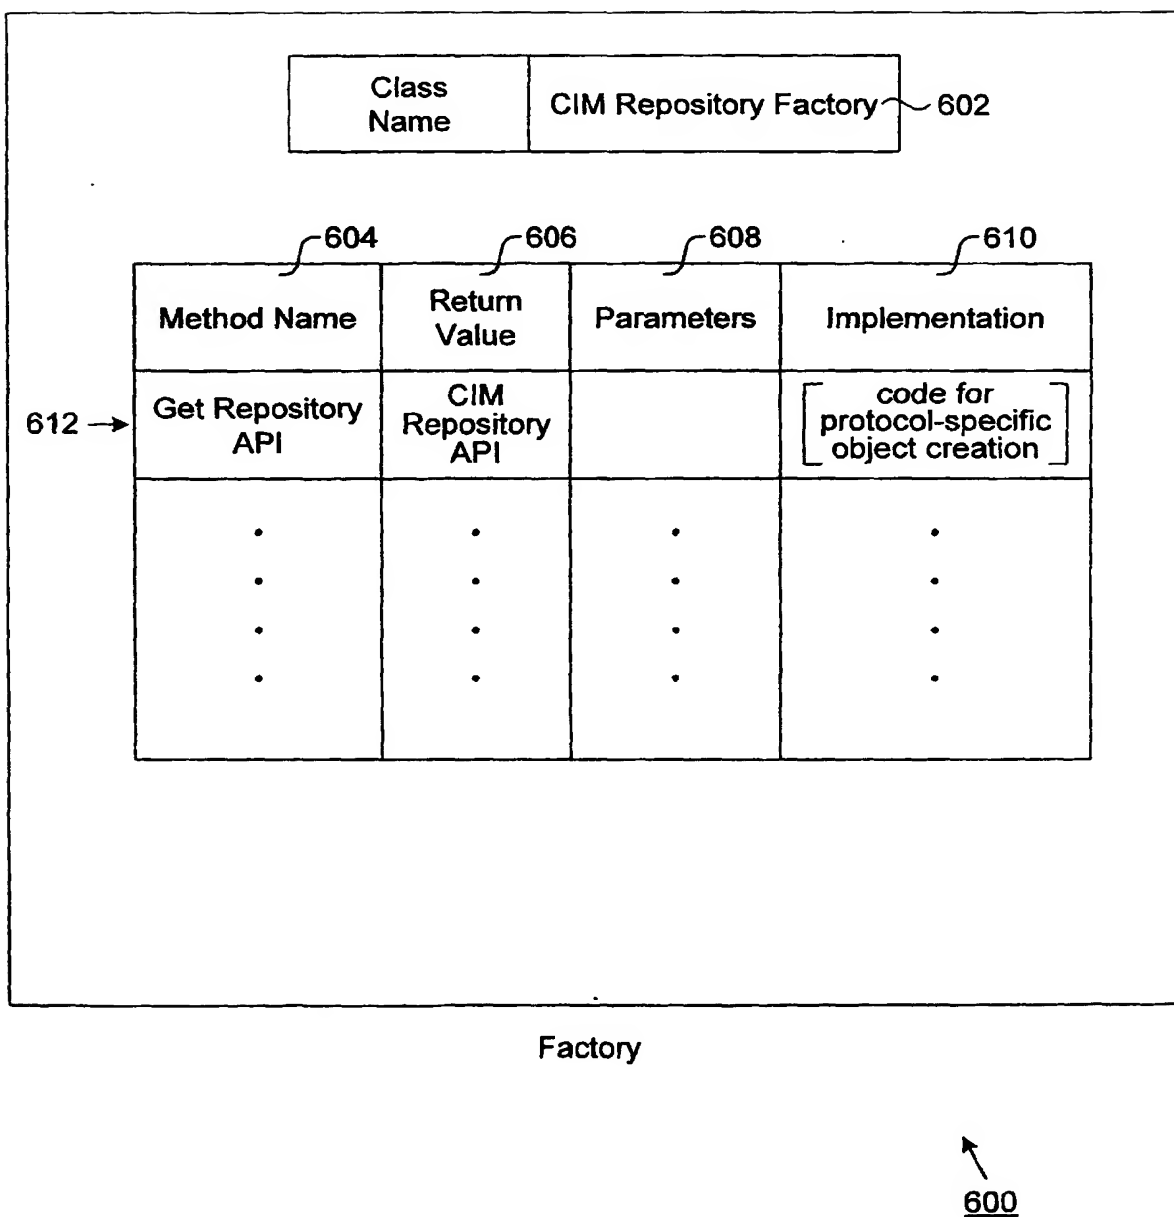 Class
Name
CIM Repository Factory
602
604
606
608
610
Method Name
Return
Value
Parameters
Implementation
612
Get Repository
API
CIM
Repository
API
code for
protocol-specific
object creation
Factory
600